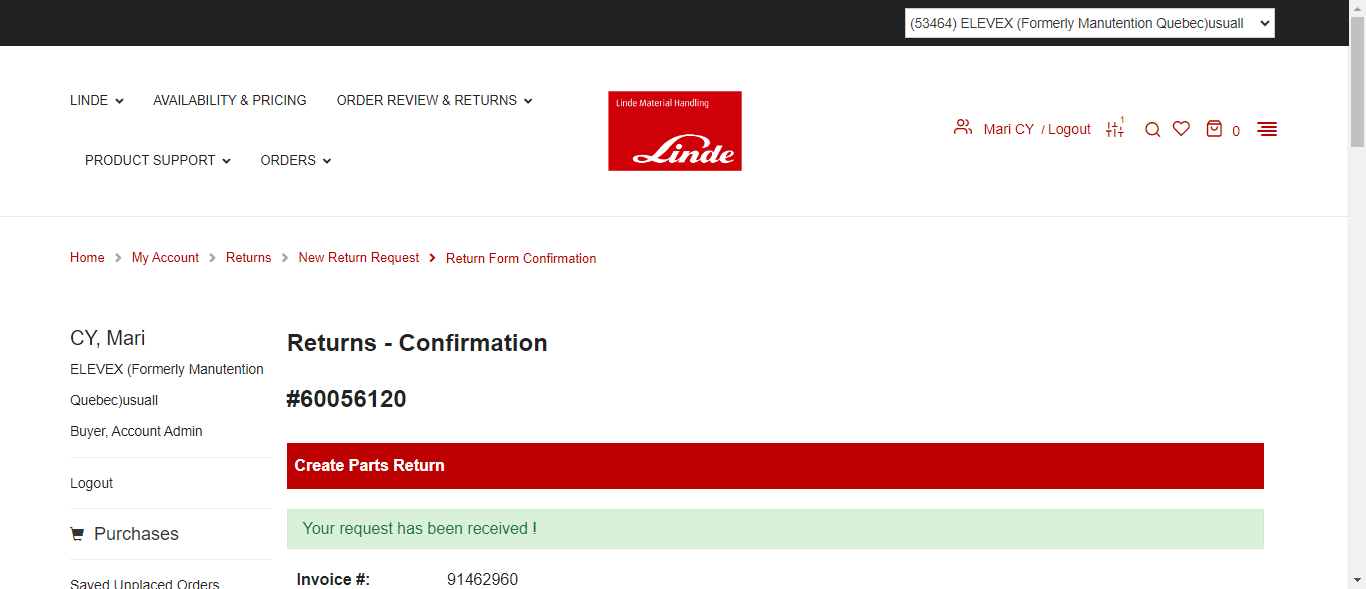 (53464) ELEVEX (Formerly Manutention Quebec)usuall
LINDE
AVAILABILITY & PRICING
ORDER REVIEW & RETURNS
PRODUCT SUPPORT
ORDERS
Linde Material Handling
Linde
Mari CY / Logout
1
0
Home
My Account
Returns
New Return Request
Return Form Confirmation
CY, Mari
ELEVEX (Formerly Manutention
Quebec)usuall
Buyer, Account Admin
Logout
Purchases
Saved Unplaced Orders
Returns - Confirmation
#60056120
Create Parts Return
Your request has been received !
Invoice #: 91462960